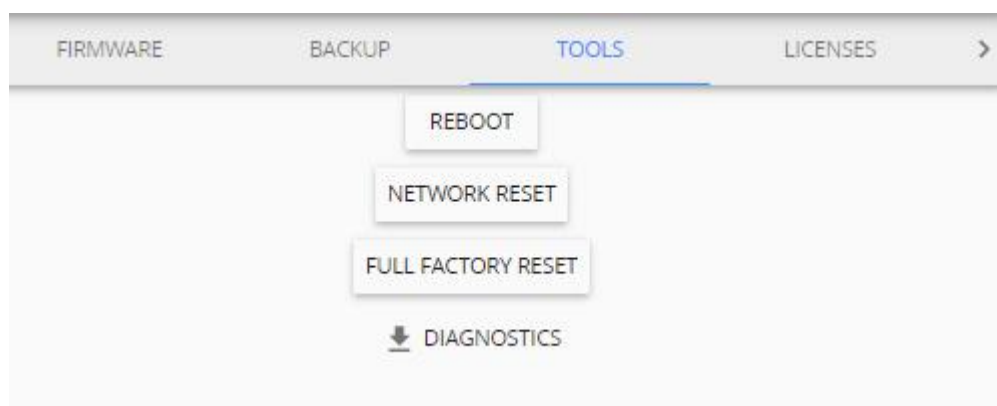 FIRMWARE BACKUP TOOLS LICENSES
REBOOT
NETWORK RESET
FULL FACTORY RESET
DIAGNOSTICS